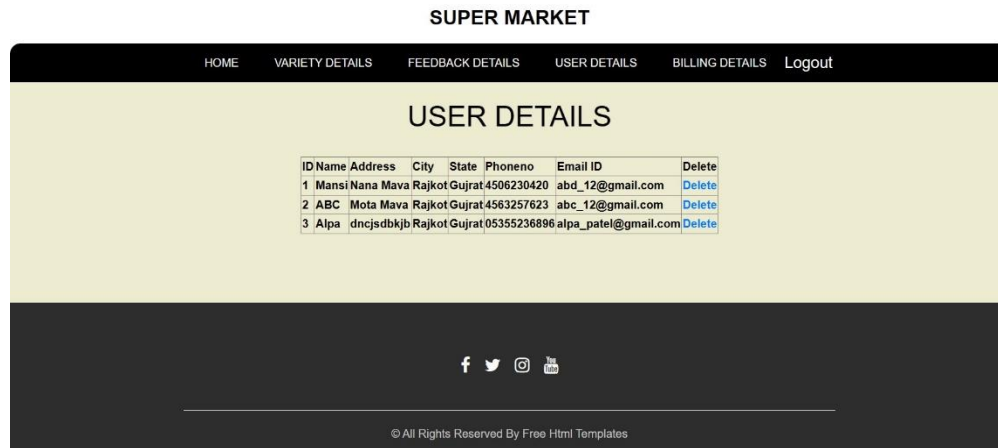 SUPER MARKET
HOME VARIETY DETAILS FEEDBACK DETAILS USER DETAILS BILLING DETAILS Logout
USER DETAILS
ID Name Address City State Phoneno Email ID Delete
1 Mansi Nana Mava Rajkot Gujrat 4506230420 abd_12@gmail.com Delete
2 ABC Mota Mava Rajkot Gujrat 4563257623 abc_12@gmail.com Delete
3 Alpa dncjsdbkjb Rajkot Gujrat 05355236896 alpa_patel@gmail.com Delete
You Tube
© All Rights Reserved By Free Html Templates